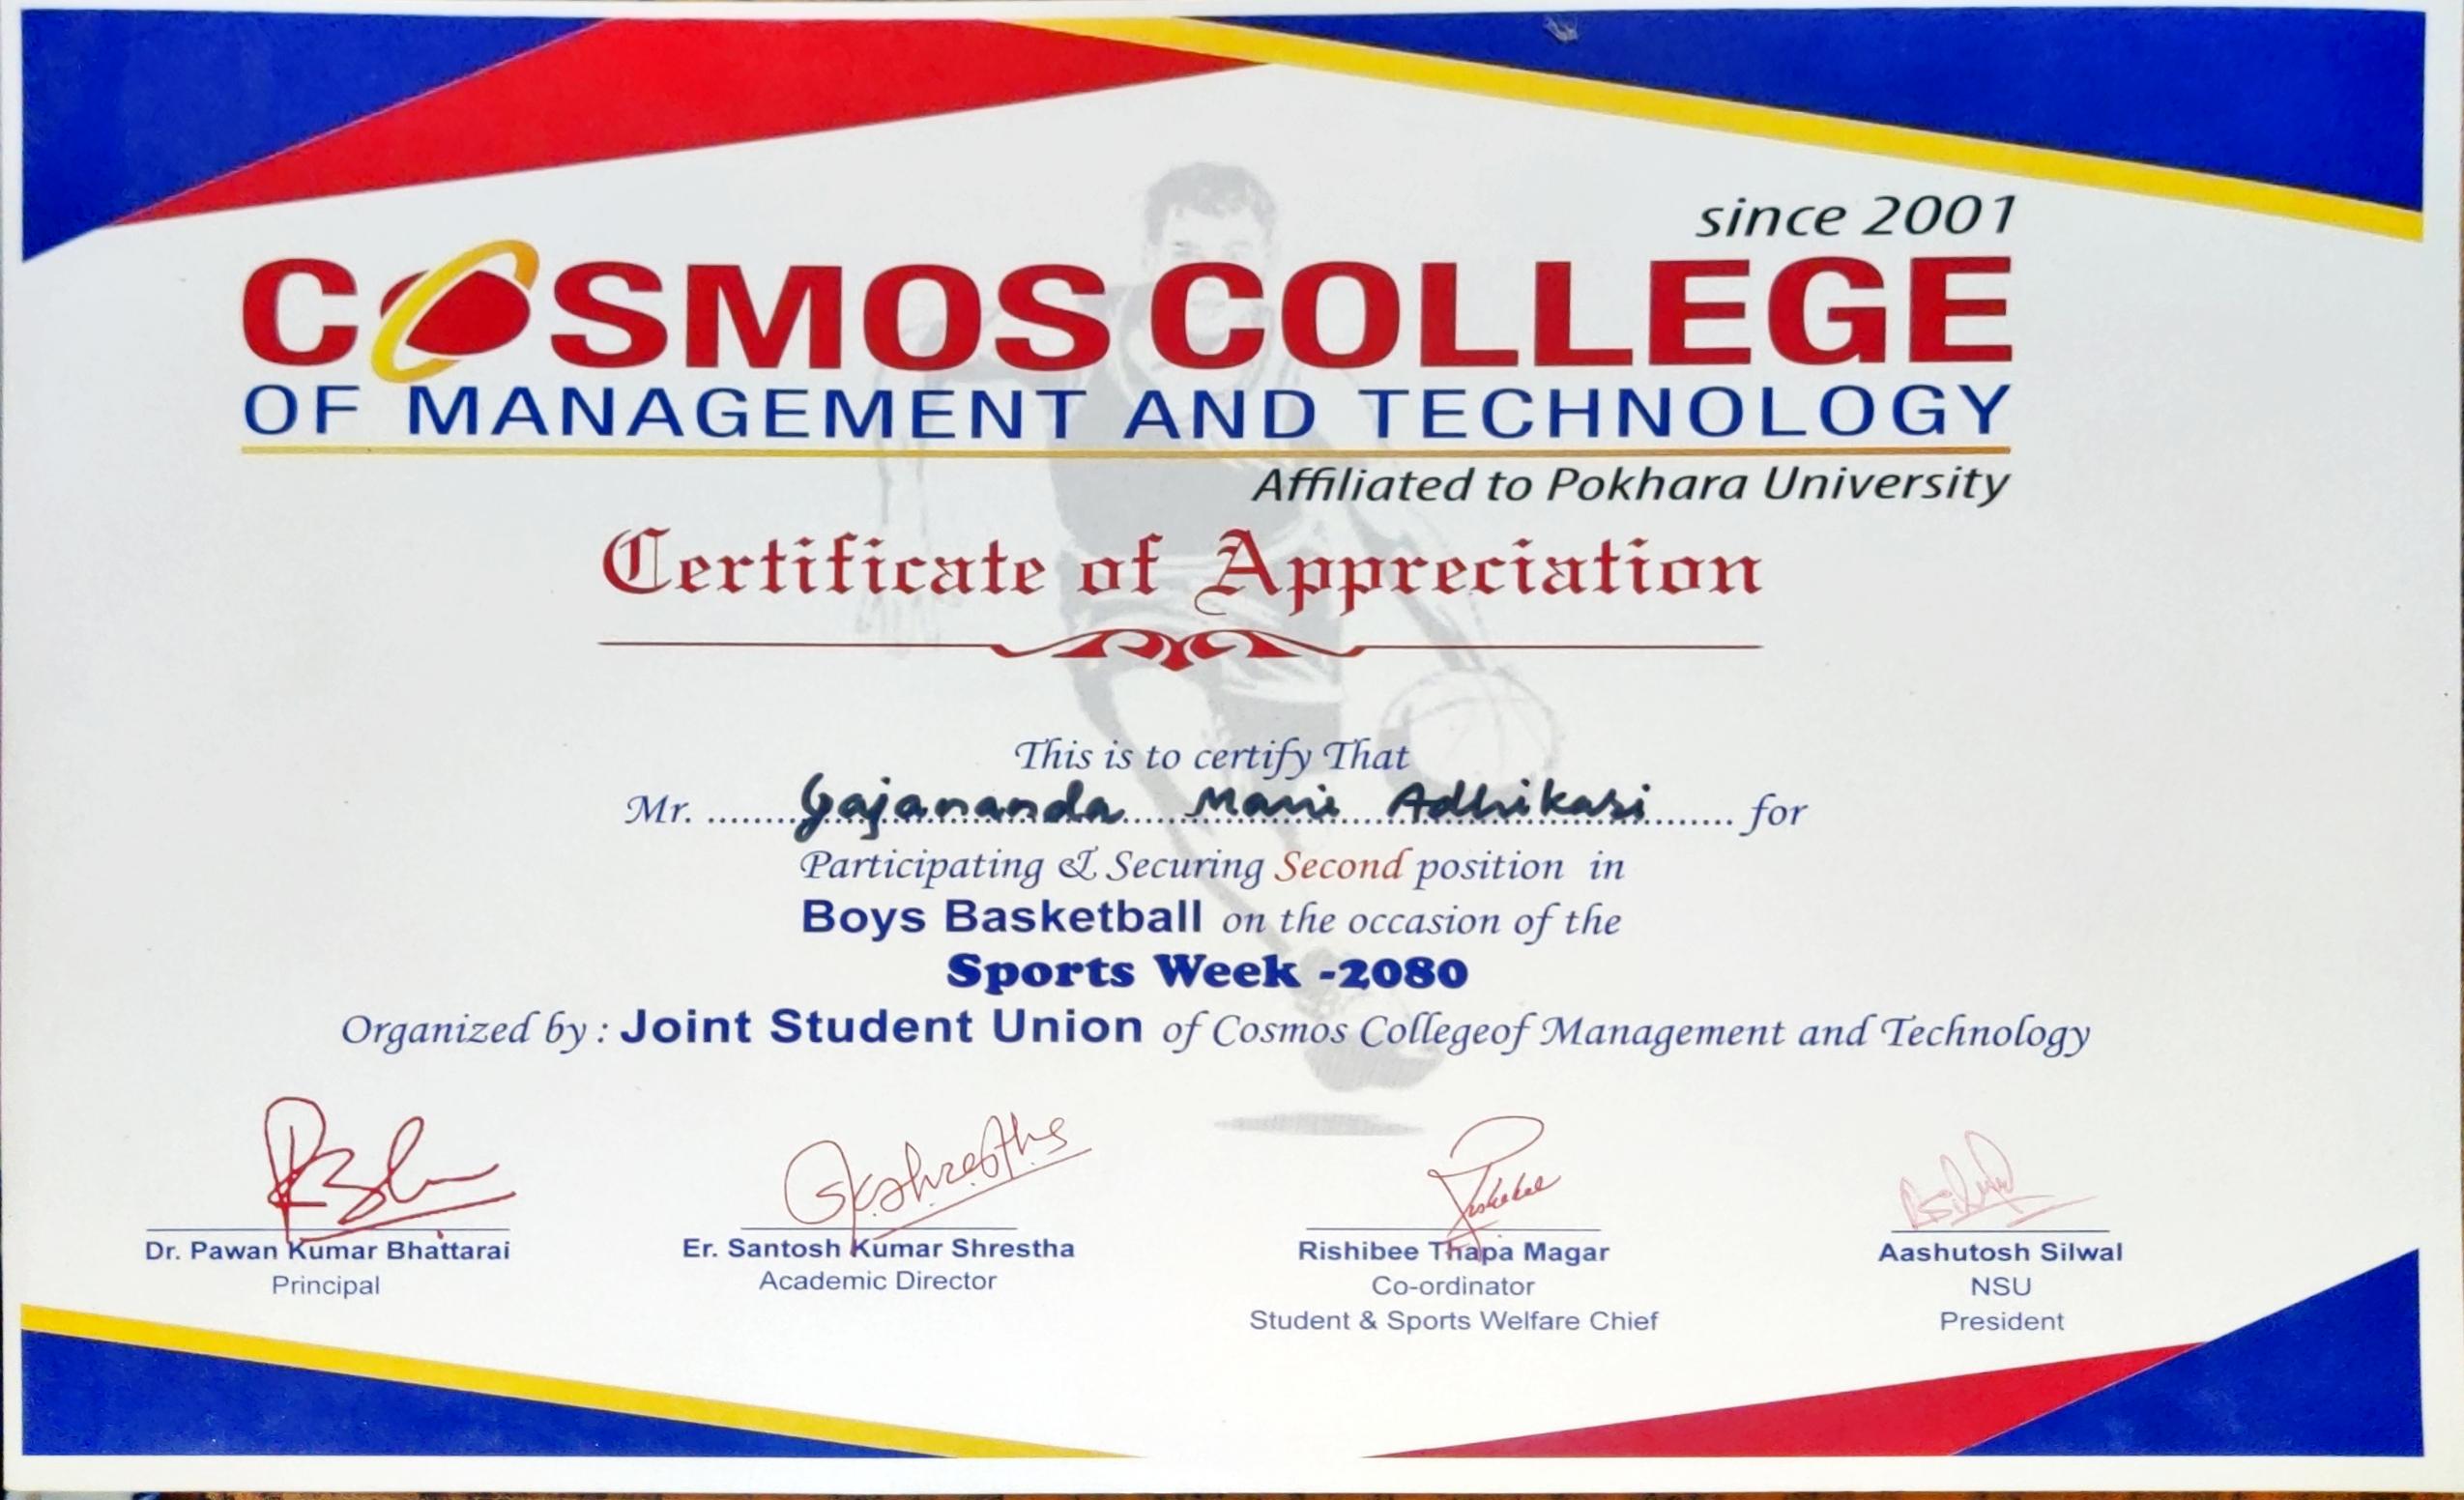 since 2001
COSMOS COLLEGE
OF MANAGEMENT AND TECHNOLOGY
Affiliated to Pokhara University
Certificate of Appreciation
This is to certify That
Mr. .......Gajananda Mani Adhikari....... for
Participating & Securing Second position in
Boys Basketball on the occasion of the
Sports Week -2080
Organized by : Joint Student Union of Cosmos Collegeof Management and Technology
Dr. Pawan Kumar Bhattarai
Principal
Er. Santosh Kumar Shrestha
Academic Director
Rishibee Thapa Magar
Co-ordinator
Student & Sports Welfare Chief
Aashutosh Silwal
NSU
President